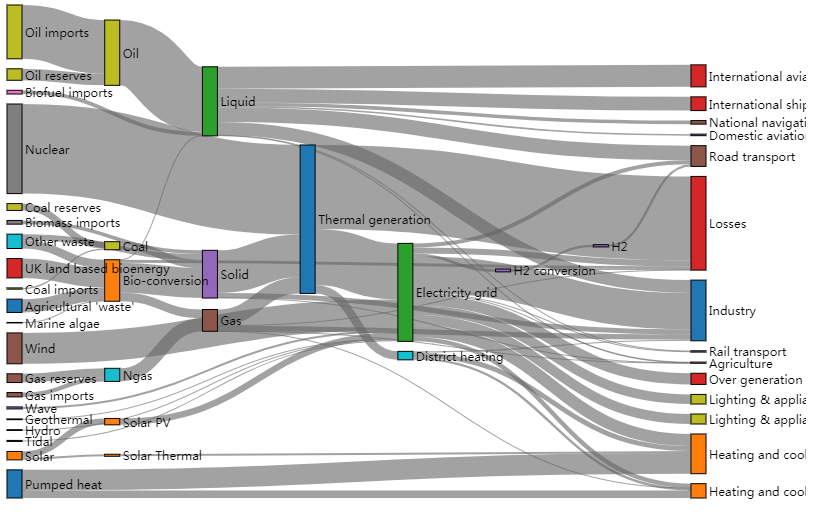 Oil imports
Oil
Oil reserves
Biofuel imports
Liquid
International avia
International ship
National navigati
Domestic aviation
Road transport
Nuclear
Coal reserves
Biomass imports
Thermal generation
Losses
Other waste
Coal
H2
UK land based bioenergy
Solid
H2 conversion
Bio-conversion
Coal imports
Electricity grid
Agricultural 'waste'
Industry
Marine algae
Gas
Wind
Rail transport
District heating
Agriculture
Gas reserves
Ngas
Over generation
Gas imports
Lighting & applia
Wave
Geothermal
Lighting & applia
Hydro
Solar PV
Tidal
Solar
Solar Thermal
Heating and cool
Pumped heat
Heating and cool